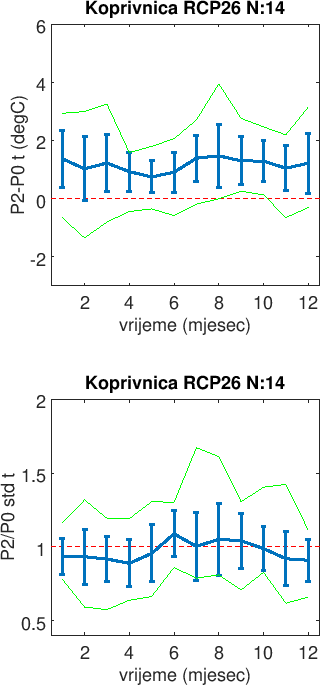 Koprivnica RCP26 N:14
P2-P0 t (degC)
6
4
2
0
-2
2 4 6 8 10 12
vrijeme (mjesec)
Koprivnica RCP26 N:14
P2/P0 std t
2
1.5
1
0.5
2 4 6 8 10 12
vrijeme (mjesec)